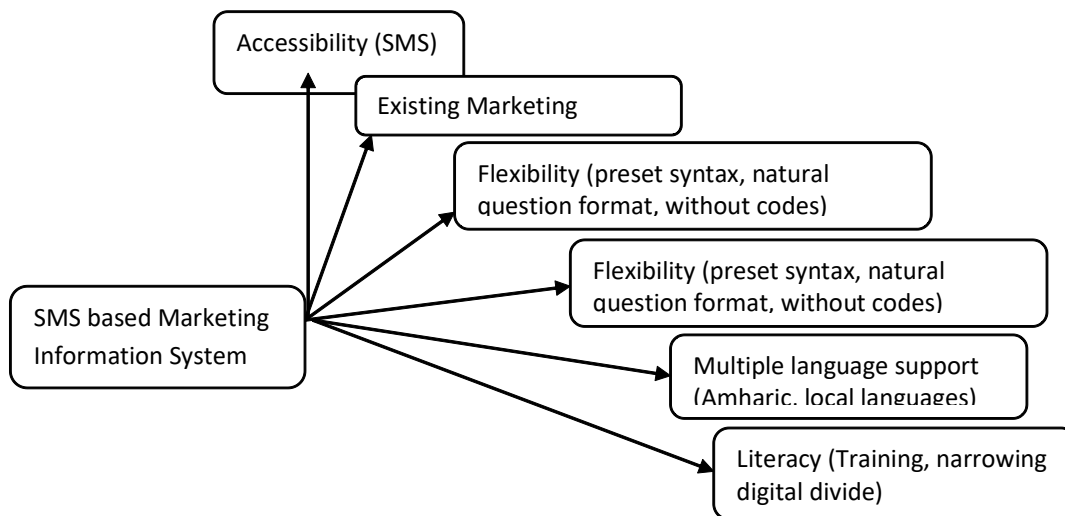 Accessibility (SMS)
Existing Marketing
Flexibility (preset syntax, natural
question format, without codes)
Flexibility (preset syntax, natural
question format, without codes)
SMS based Marketing
Information System
Multiple language support
(Amharic, local languages)
Literacy (Training, narrowing
digital divide)